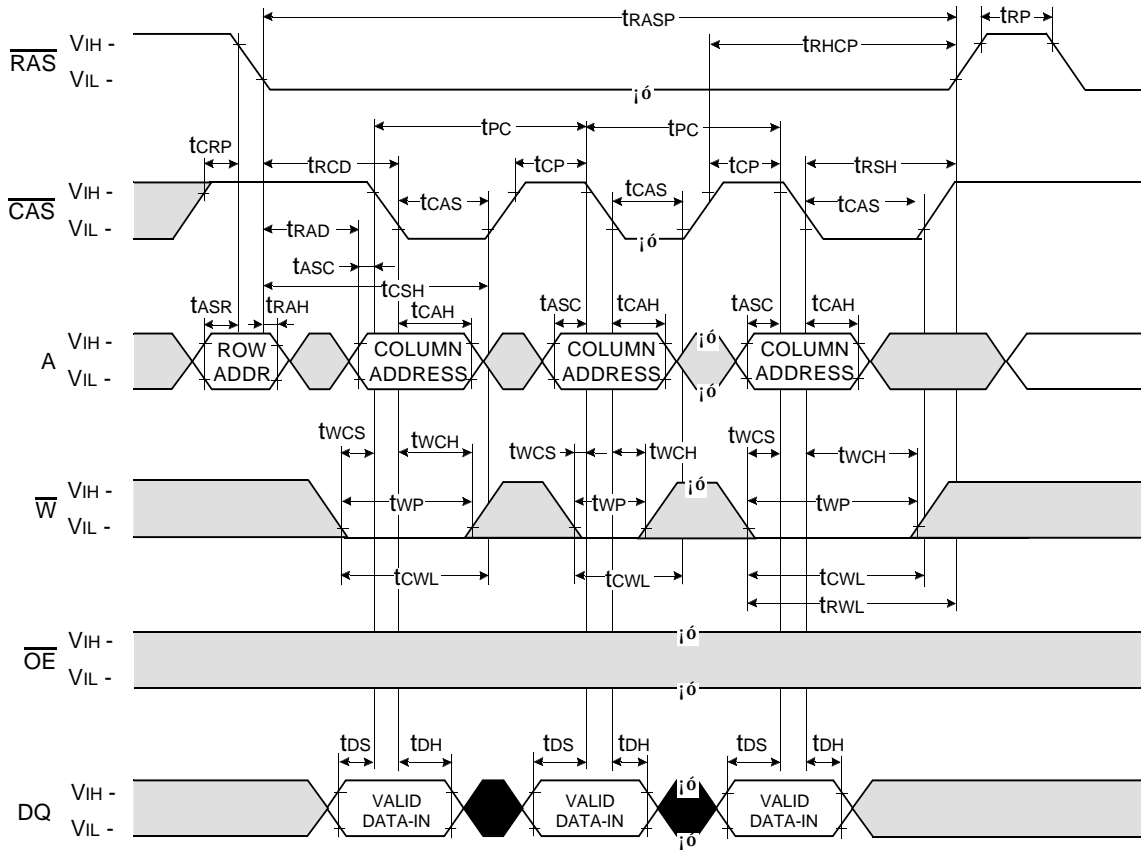 tRASP tRP
RAS VIH - tRHCP
VIL -
¡ó
tPC tPC
tCRP tRCD tCP tCP tRSH
CAS VIH - tCAS tCAS tCAS
VIL - ¡ó
tRAD
tASC
tCSH
tASR tRAH tCAH tASC tCAH tASC tCAH
A VIH - ROW COLUMN COLUMN ¡ó COLUMN
VIL - ADDR ADDRESS ADDRESS ADDRESS
¡ó
tWCS tWCH tWCS tWCH tWCS tWCH
W VIH - ¡ó
tWP tWP tWP
VIL -
tCWL tCWL tCWL
tRWL
OE VIH - ¡ó
VIL - ¡ó
tDS tDH tDS tDH tDS tDH
DQ VIH - VALID VALID ¡ó VALID
VIL - DATA-IN DATA-IN DATA-IN
¡ó